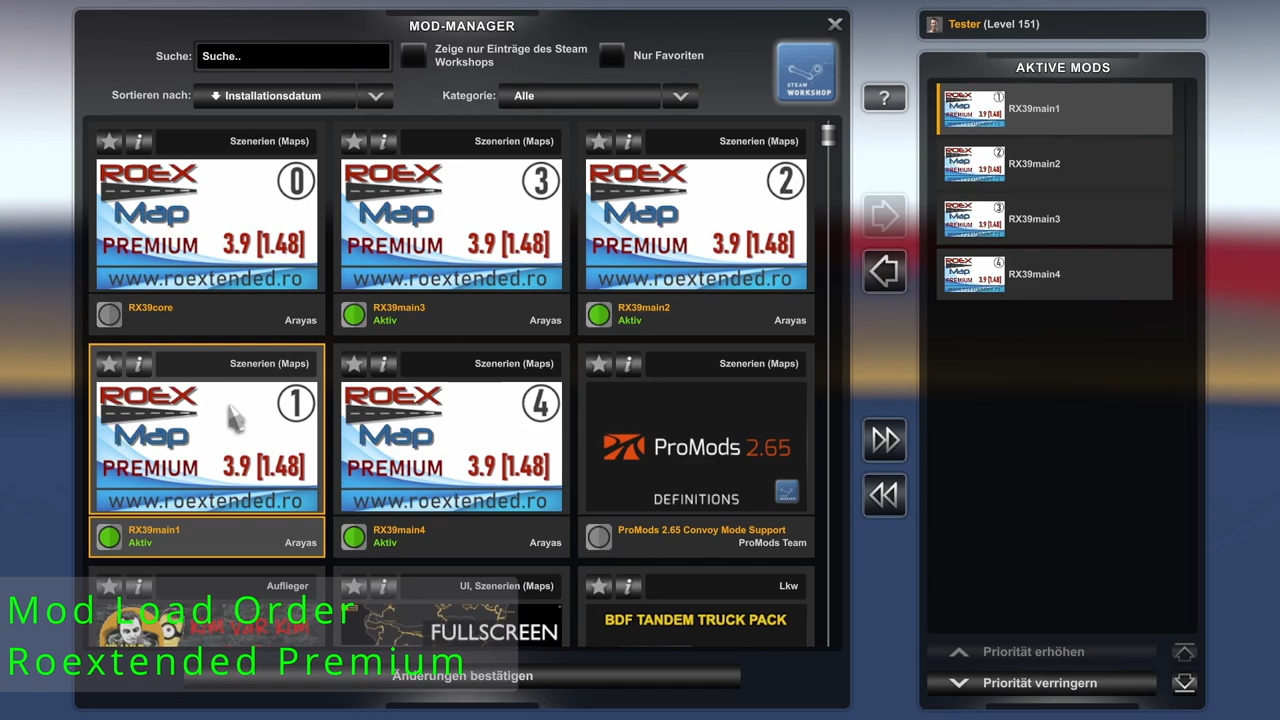 MOD-MANAGER
Suche:
Suche..
Zeige nur Einträge des Steam
Workshops
Nur Favoriten
STEAM
WORKSHOP
Sortieren nach:
Installationsdatum
Kategorie:
Alle
Szenerien (Maps)
ROEX
Map
PREMIUM
3.9 [1.48]
www.roextended.ro
0
RX39core
Arayas
Szenerien (Maps)
ROEX
Map
PREMIUM
3.9 [1.48]
www.roextended.ro
3
RX39main3
Aktiv
Arayas
Szenerien (Maps)
ROEX
Map
PREMIUM
3.9 [1.48]
www.roextended.ro
2
RX39main2
Aktiv
Arayas
Szenerien (Maps)
ROEX
Map
PREMIUM
3.9 [1.48]
www.roextended.ro
1
RX39main1
Aktiv
Arayas
Szenerien (Maps)
ROEX
Map
PREMIUM
3.9 [1.48]
www.roextended.ro
4
RX39main4
Aktiv
Arayas
Szenerien (Maps)
ProMods 2.65
DEFINITIONS
ProMods 2.65 Convoy Mode Support
ProMods Team
Auflieger
UI, Szenerien (Maps)
FULLSCREEN
Lkw
BDF TANDEM TRUCK PACK
Änderungen bestätigen
?
Tester (Level 151)
AKTIVE MODS
RX39main1
RX39main2
RX39main3
RX39main4
Priorität erhöhen
Priorität verringern
Mod Load Order
Roextended Premium